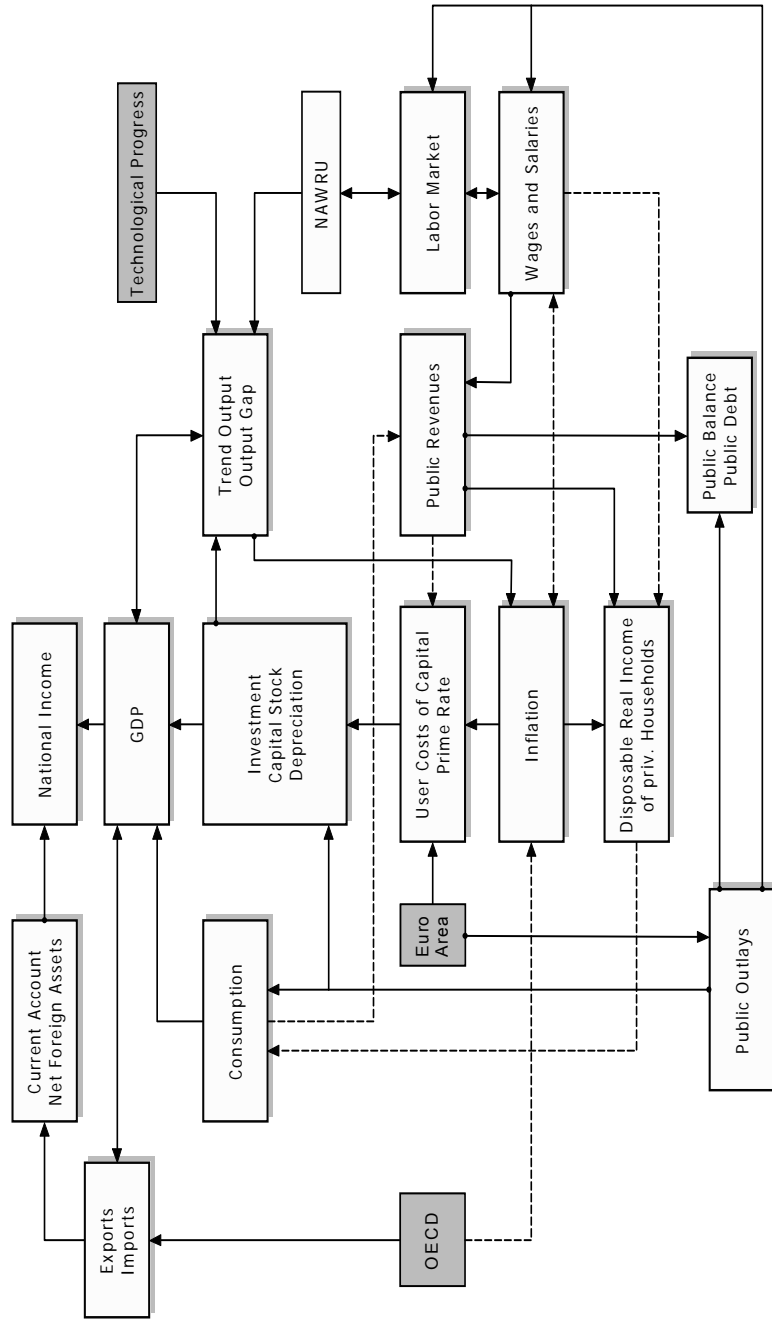 Technological Progress
NAWRU
Labor Market
Wages and Salaries
Trend Output
Output Gap
Public Revenues
Public Balance
Public Debt
National Income
GDP
Investment
Capital Stock
Depreciation
User Costs of Capital
Prime Rate
Inflation
Disposable Real Income
of priv. Households
Current Account
Net Foreign Assets
Consumption
Euro
Area
Public Outlays
Exports
Imports
OECD